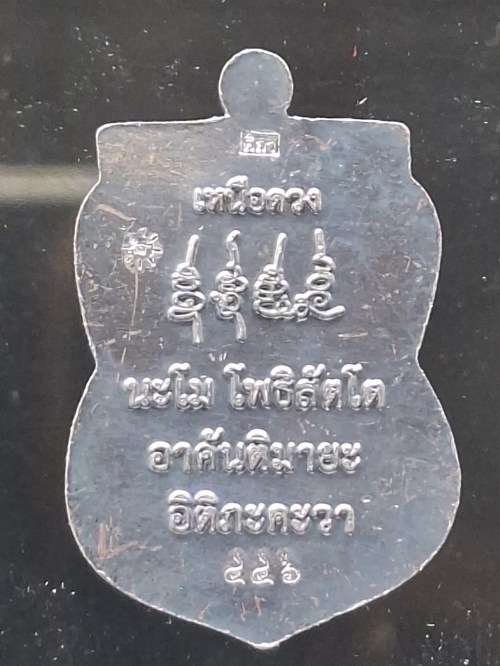 เหนือดวง
นะโม โพธิสัตโต
อาคันติมายะ
อิติภะคะวา
๕๕๖